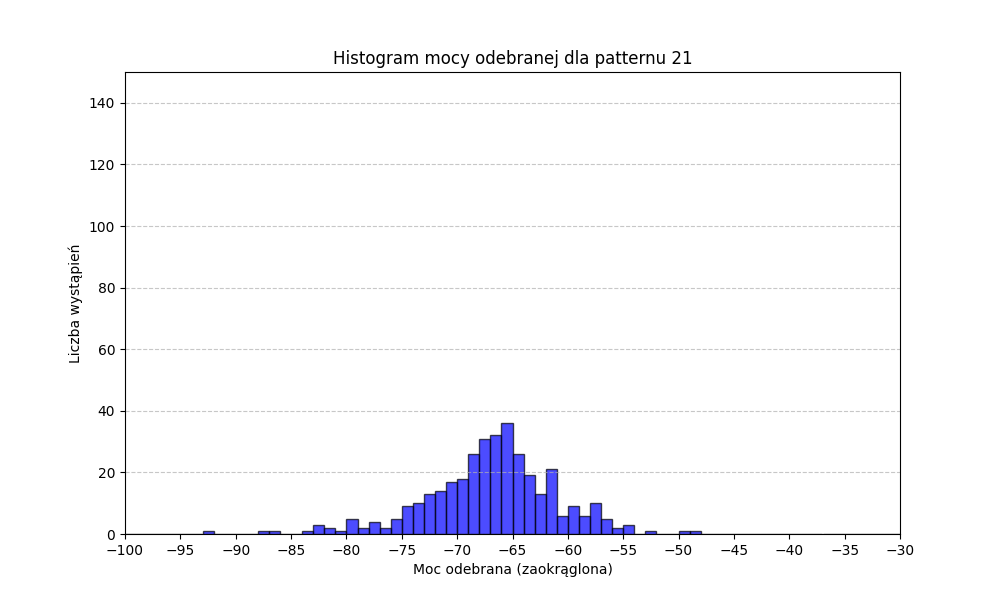 Histogram mocy odebranej dla patternu 21
140
120
100
80
60
40
20
0
Liczba wystąpień
−100 −95 −90 −85 −80 −75 −70 −65 −60 −55 −50 −45 −40 −35 −30
Moc odebrana (zaokrąglona)